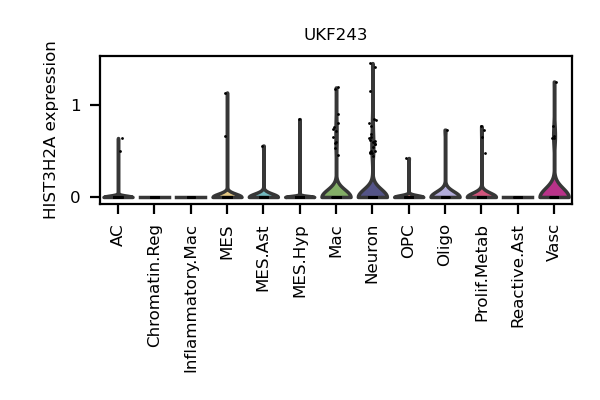 UKF243
HIST3H2A expression
1
0
AC
Chromatin.Reg
Inflammatory.Mac
MES
MES.Ast
MES.Hyp
Mac
Neuron
OPC
Oligo
Prolif.Metab
Reactive.Ast
Vasc